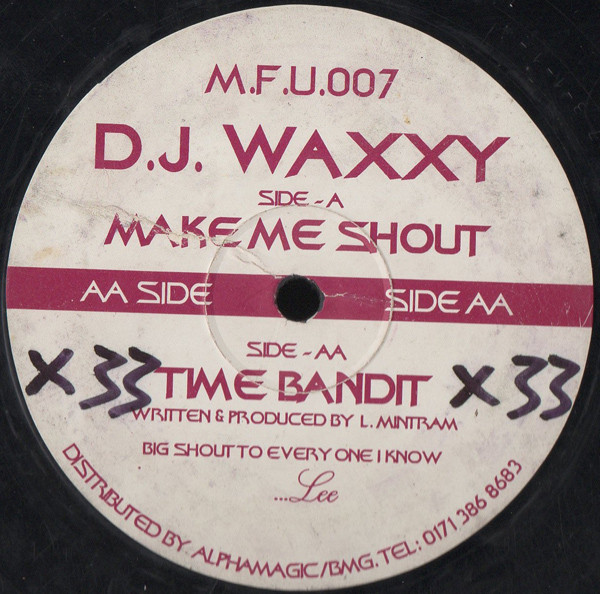 M.F.U.007
D.J. WAXXY
SIDE - A
MAKE ME SHOUT
AA SIDE SIDE AA
SIDE - AA
X 33 TIME BANDIT X 33
WRITTEN & PRODUCED BY L. MINTRAM
BIG SHOUT TO EVERY ONE I KNOW
...Lee
DISTRIBUTED BY. ALPHAMAGIC/BMG. TEL: 0171 386 8683